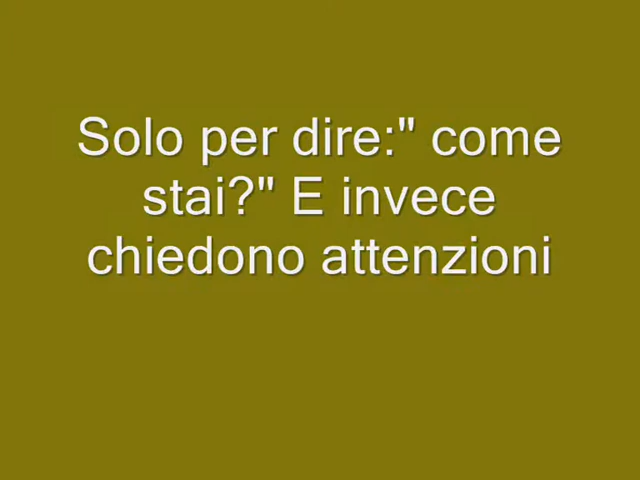 Solo per dire:" come
stai?" E invece
chiedono attenzioni